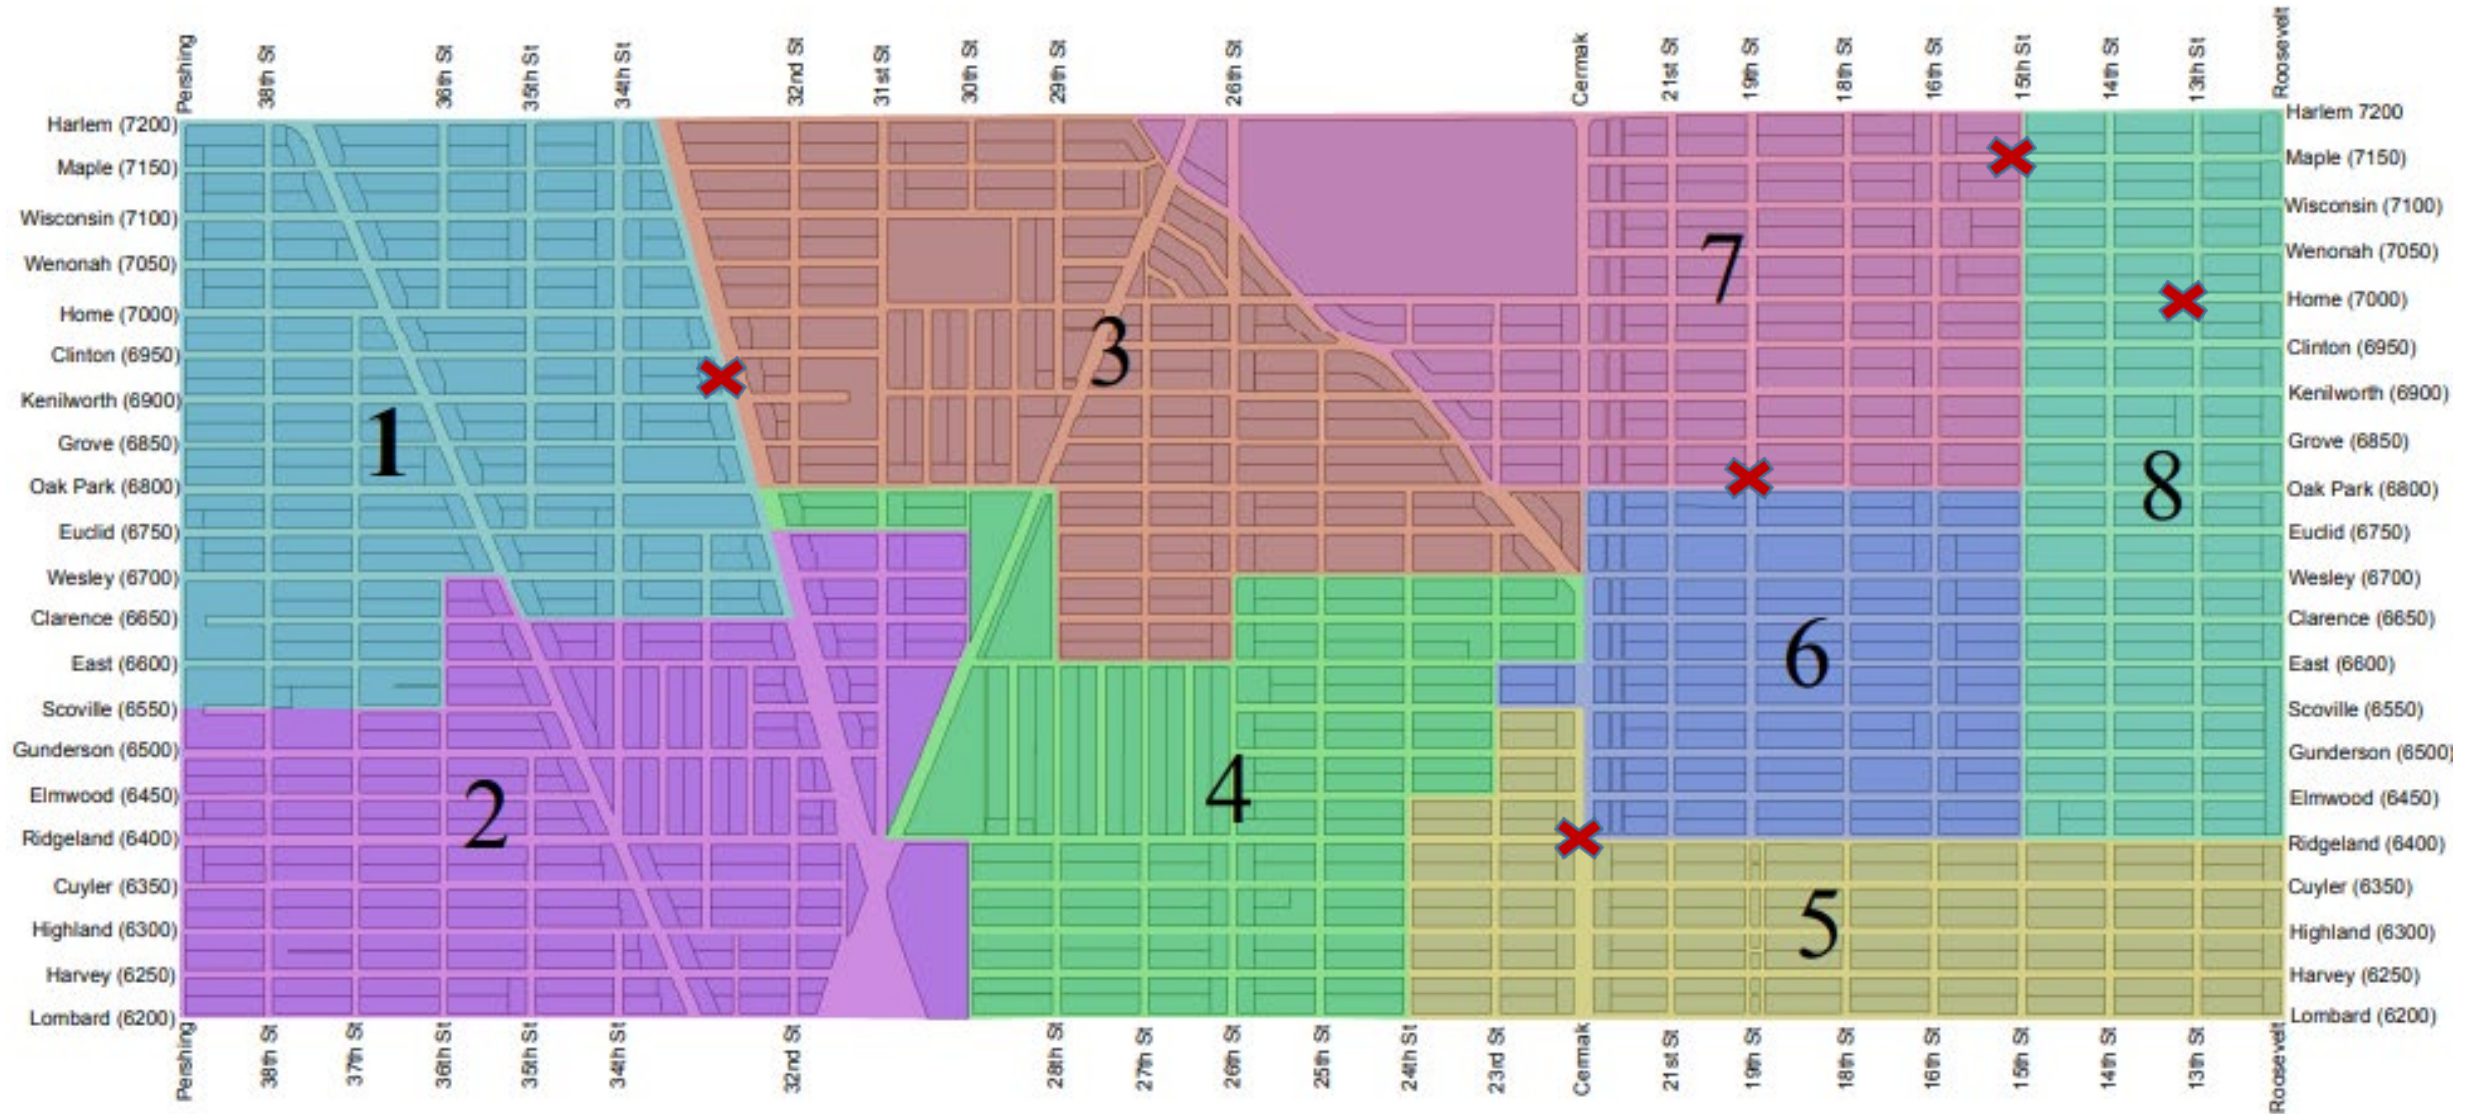 Pershing
38th St
36th St
35th St
34th St
32nd St
31st St
30th St
29th St
26th St
Cermak
21st St
19th St
18th St
16th St
15th St
14th St
13th St
Roosevelt
Harlem (7200)
Maple (7150)
Wisconsin (7100)
Wenonah (7050)
Home (7000)
Clinton (6950)
Kenilworth (6900)
Grove (6850)
Oak Park (6800)
Euclid (6750)
Wesley (6700)
Clarence (6650)
East (6600)
Scoville (6550)
Gunderson (6500)
Elmwood (6450)
Ridgeland (6400)
Cuyler (6350)
Highland (6300)
Harvey (6250)
Lombard (6200)
1
2
3
4
5
6
7
8
Harlem 7200
Maple (7150)
Wisconsin (7100)
Wenonah (7050)
Home (7000)
Clinton (6950)
Kenilworth (6900)
Grove (6850)
Oak Park (6800)
Euclid (6750)
Wesley (6700)
Clarence (6650)
East (6600)
Scoville (6550)
Gunderson (6500)
Elmwood (6450)
Ridgeland (6400)
Cuyler (6350)
Highland (6300)
Harvey (6250)
Lombard (6200)
Pershing
38th St
37th St
36th St
35th St
34th St
32nd St
28th St
27th St
26th St
25th St
24th St
23rd St
Cermak
21st St
19th St
18th St
16th St
15th St
14th St
13th St
Roosevelt